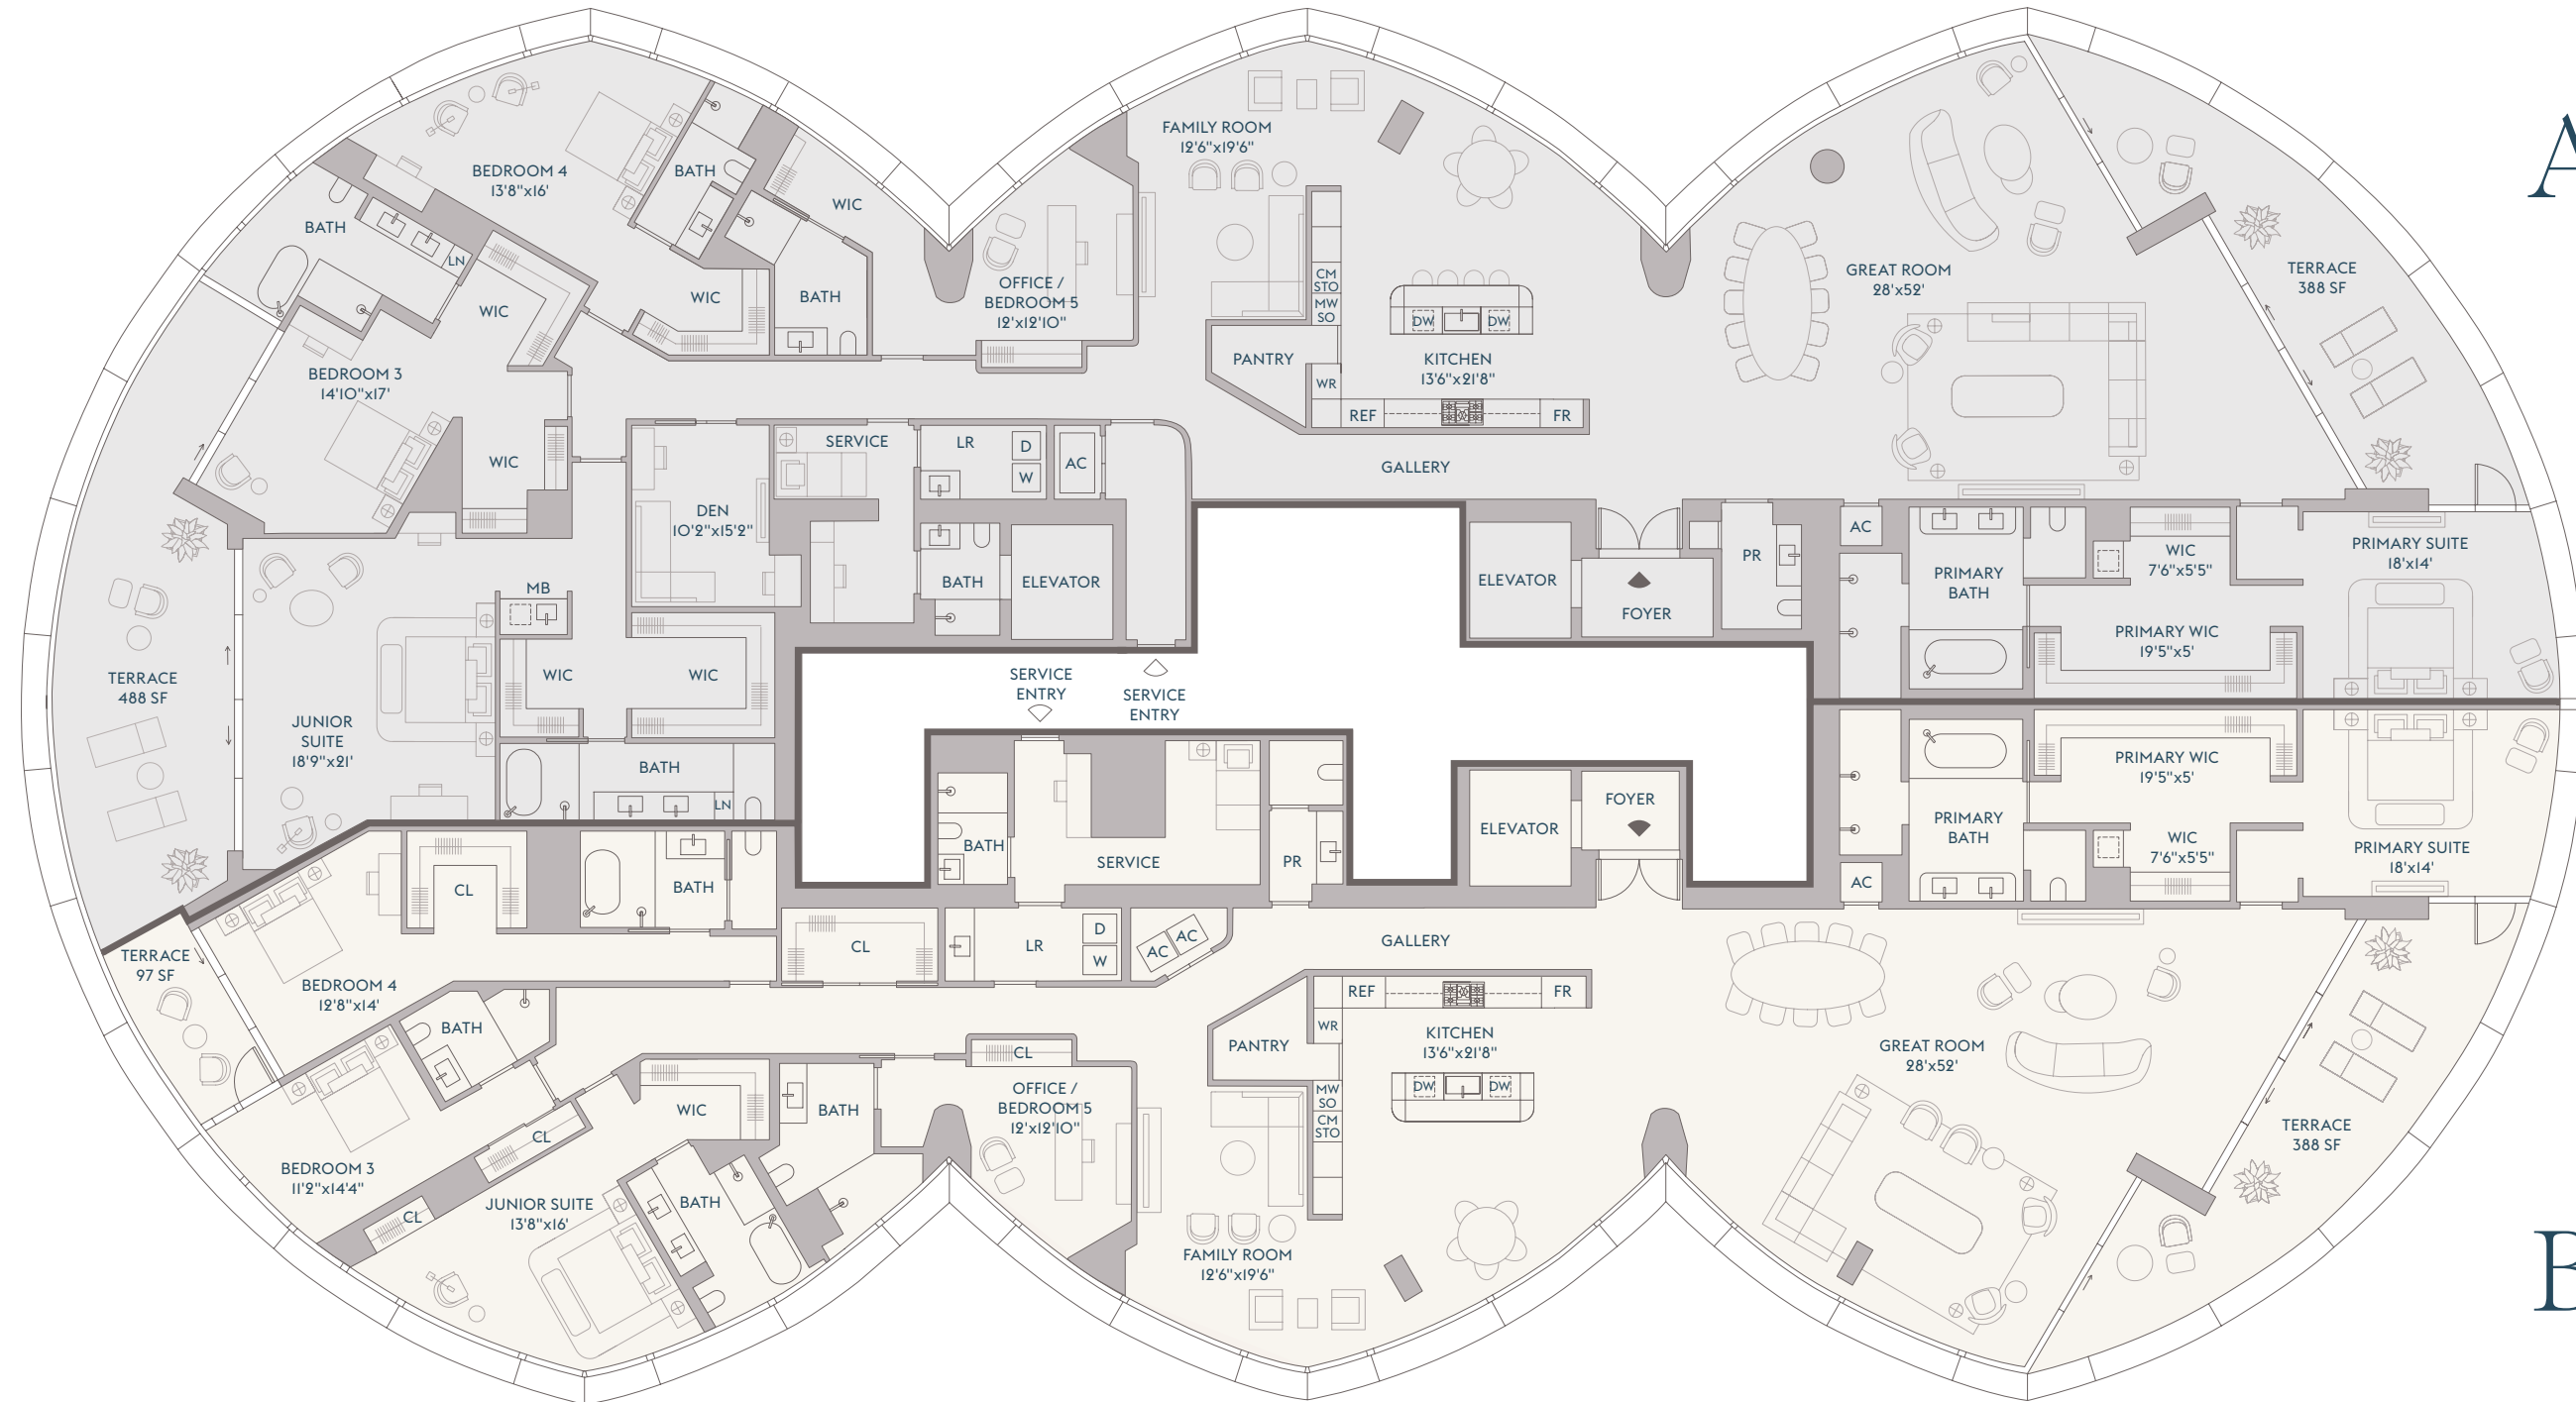 A
FAMILY ROOM
12'6"x19'6"
BEDROOM 4
13'8"x16'
BATH
WIC
BATH
LN
WIC
WIC
BATH
OFFICE /
BEDROOM 5
12'x12'10"
CM
STO
MW
SO
DW
DW
GREAT ROOM
28'x52'
TERRACE
388 SF
BEDROOM 3
14'10"x17'
PANTRY
WR
KITCHEN
13'6"x21'8"
REF
FR
SERVICE
LR
D
W
AC
WIC
GALLERY
DEN
10'2"x15'2"
BATH
ELEVATOR
ELEVATOR
FOYER
PR
AC
PRIMARY
BATH
WIC
7'6"x5'5"
PRIMARY SUITE
18'x14'
MB
PRIMARY WIC
19'5"x5'
TERRACE
488 SF
WIC
WIC
JUNIOR
SUITE
18'9"x21'
SERVICE
ENTRY
SERVICE
ENTRY
BATH
LN
PRIMARY WIC
19'5"x5'
ELEVATOR
FOYER
PRIMARY
BATH
WIC
7'6"x5'5"
PRIMARY SUITE
18'x14'
BATH
SERVICE
PR
AC
CL
BATH
CL
LR
D
W
AC
AC
GALLERY
TERRACE
97 SF
BEDROOM 4
12'8"x14'
BATH
REF
FR
WR
PANTRY
KITCHEN
13'6"x21'8"
GREAT ROOM
28'x52'
CL
OFFICE /
BEDROOM 5
12'x12'10"
MW
SO
CM
STO
DW
DW
WIC
BATH
CL
TERRACE
388 SF
BEDROOM 3
11'2"x14'4"
CL
JUNIOR SUITE
13'8"x16'
BATH
FAMILY ROOM
12'6"x19'6"
B